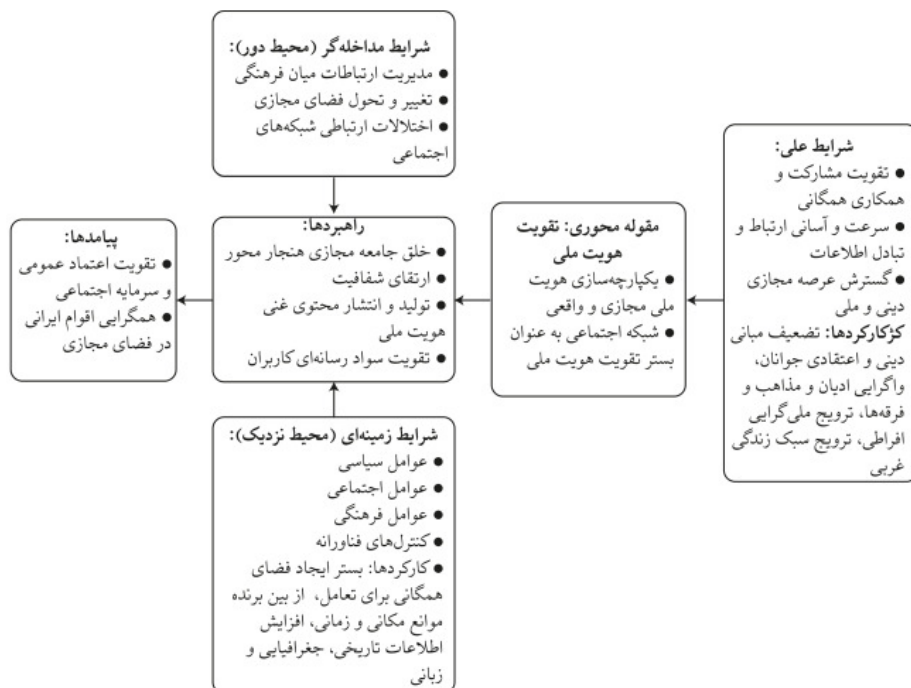 شرایط مداخله‌گر (محیط دور):
● مدیریت ارتباطات میان فرهنگی
● تغییر و تحول فضای مجازی
● اختلالات ارتباطی شبکه‌های
اجتماعی
شرایط علی:
● تقویت مشارکت و
همکاری همگانی
● سرعت و آسانی ارتباط و
تبادل اطلاعات
● گسترش عرصه مجازی
دینی و ملی
کژکارکردها: تضعیف مبانی
دینی و اعتقادی جوانان،
واگرایی ادیان و مذاهب و
فرقه‌ها، ترویج ملی‌گرایی
افراطی، ترویج سبک زندگی
غربی
مقوله محوری: تقویت
هویت ملی
● یکپارچه‌سازی هویت
ملی مجازی و واقعی
● شبکه اجتماعی به عنوان
بستر تقویت هویت ملی
راهبردها:
● خلق جامعه مجازی هنجار محور
● ارتقای شفافیت
● تولید و انتشار محتوی غنی
هویت ملی
● تقویت سواد رسانه‌ای کاربران
پیامدها:
● تقویت اعتماد عمومی
و سرمایه اجتماعی
● همگرایی اقوام ایرانی
در فضای مجازی
شرایط زمینه‌ای (محیط نزدیک):
● عوامل سیاسی
● عوامل اجتماعی
● عوامل فرهنگی
● کنترل‌های فناورانه
● کارکردها: بستر ایجاد فضای
همگانی برای تعامل، از بین برنده
موانع مکانی و زمانی، افزایش
اطلاعات تاریخی، جغرافیایی و
زبانی